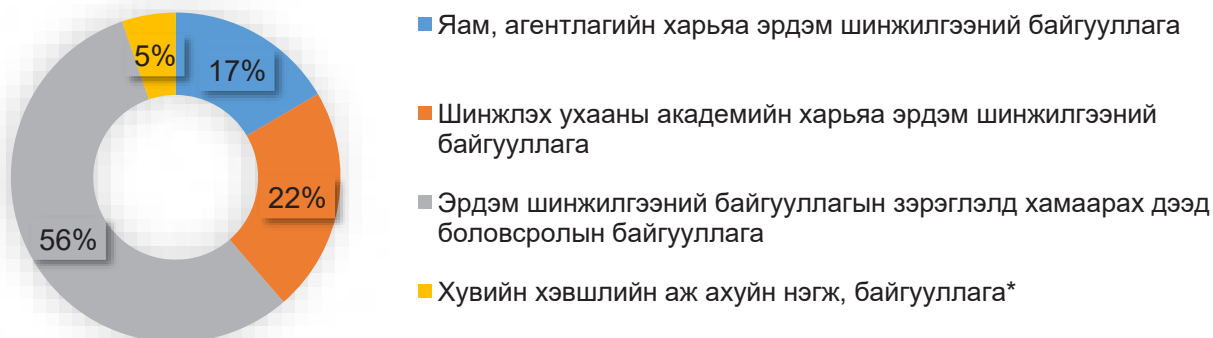 5%
17%
22%
56%
Яам, агентлагийн харьяа эрдэм шинжилгээний байгууллага
Шинжлэх ухааны академийн харьяа эрдэм шинжилгээний
байгууллага
Эрдэм шинжилгээний байгууллагын зэрэглэлд хамаарах дээд
боловсролын байгууллага
Хувийн хэвшлийн аж ахуйн нэгж, байгууллага*